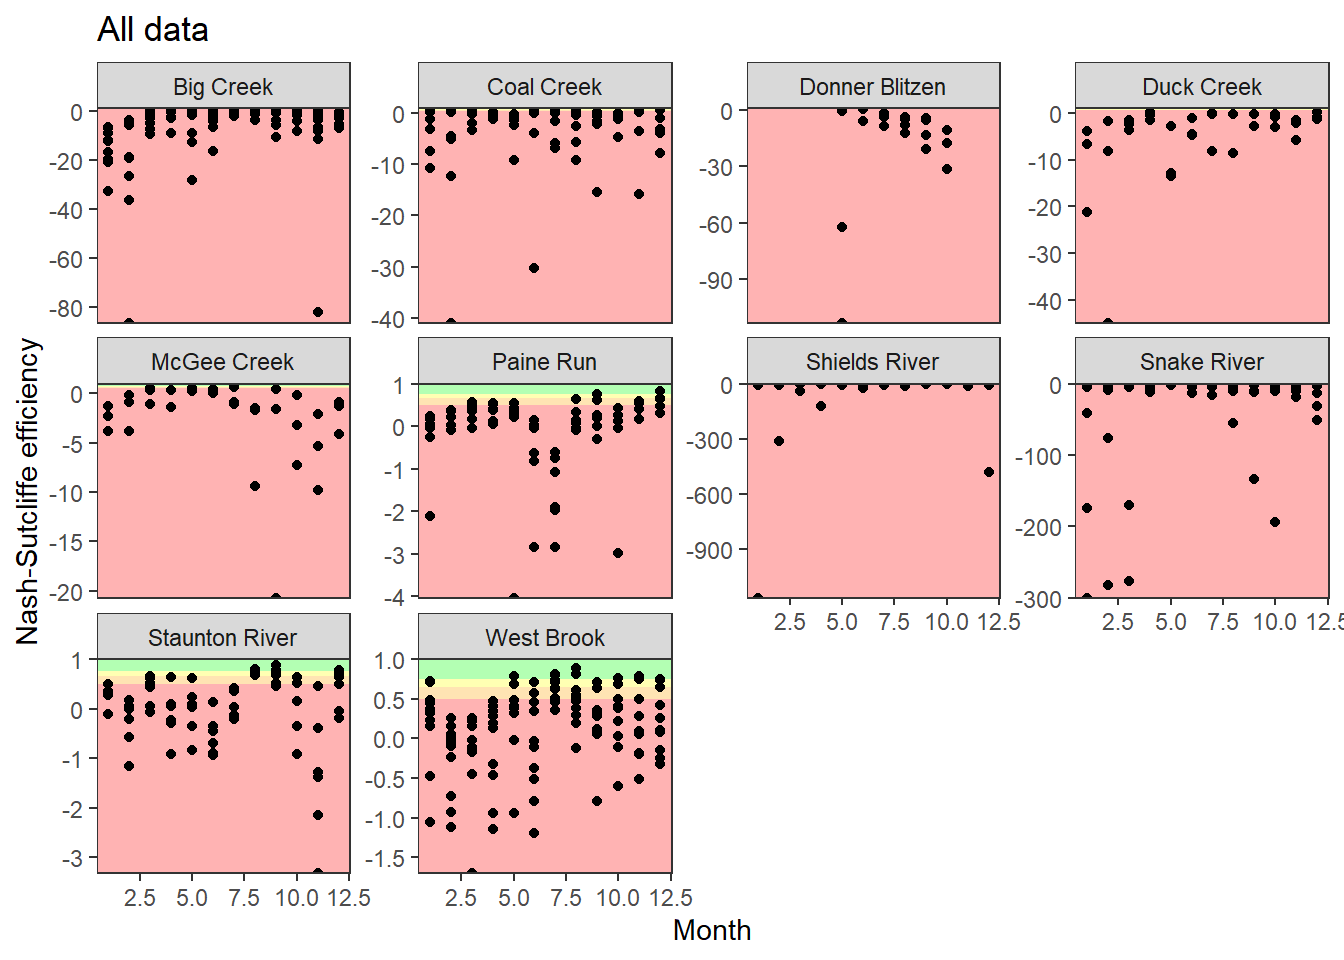 All data
Big Creek
Coal Creek
Donner Blitzen
Duck Creek
0
-20
-40
-60
-80
0
-10
-20
-30
-40
0
-30
-60
-90
0
-10
-20
-30
-40
McGee Creek
Paine Run
Shields River
Snake River
0
-5
-10
-15
-20
1
0
-1
-2
-3
-4
0
-300
-600
-900
0
-100
-200
-300
2.5 5.0 7.5 10.0 12.5
2.5 5.0 7.5 10.0 12.5
Staunton River
West Brook
1
0
-1
-2
-3
1.0
0.5
0.0
-0.5
-1.0
-1.5
2.5 5.0 7.5 10.0 12.5
2.5 5.0 7.5 10.0 12.5
Nash-Sutcliffe efficiency
Month